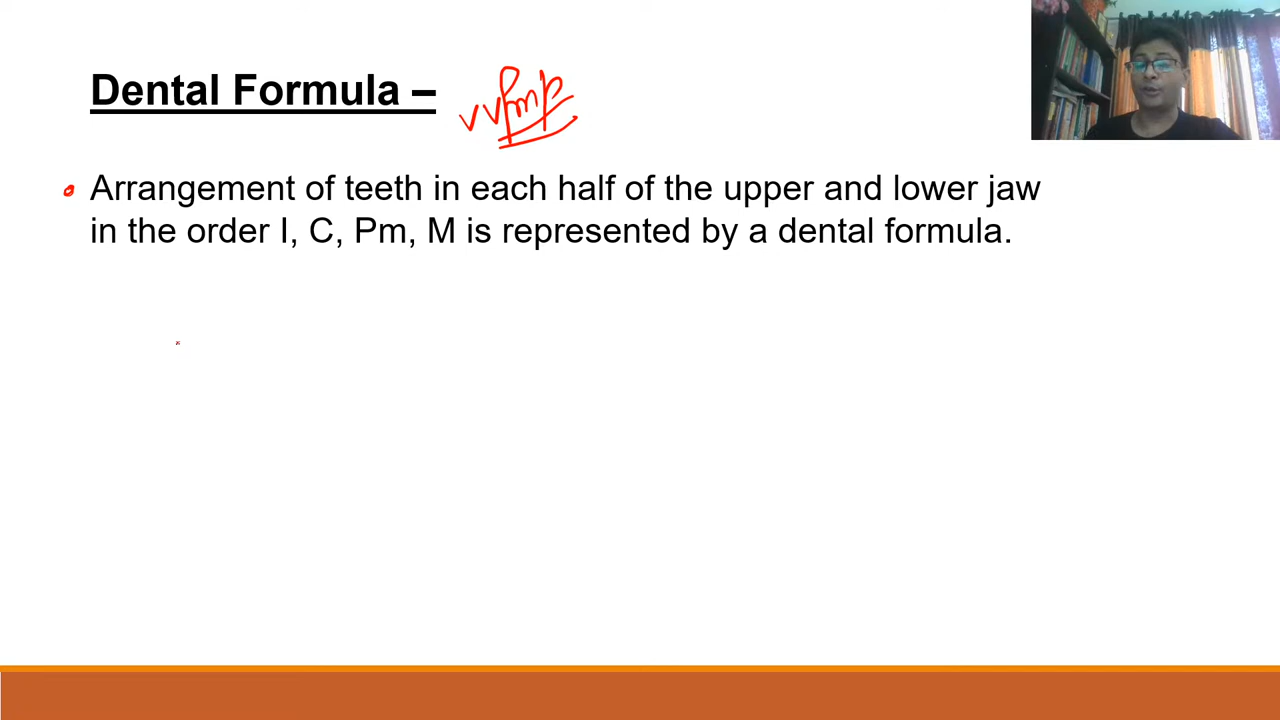 Dental Formula – vvimp
Arrangement of teeth in each half of the upper and lower jaw
in the order I, C, Pm, M is represented by a dental formula.